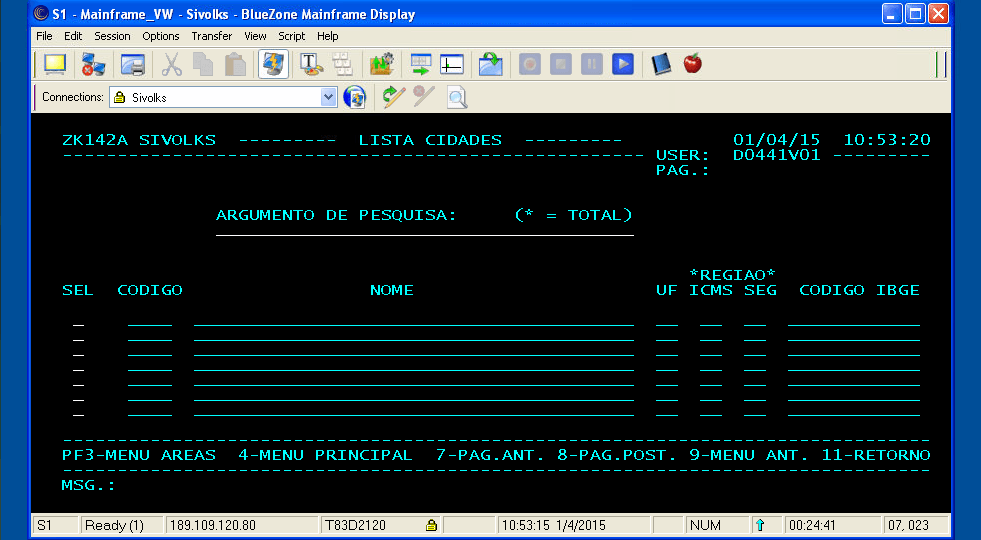 S1 - Mainframe_VW - Sivolks - BlueZone Mainframe Display
File Edit Session Options Transfer View Script Help
Connections: Sivolks
ZK142A SIVOLKS --------- LISTA CIDADES --------- 01/04/15 10:53:20
----------------------------------------------------- USER: D0441V01 ---------
PAG.:
ARGUMENTO DE PESQUISA: (* = TOTAL)
*REGIAO*
SEL CODIGO NOME UF ICMS SEG CODIGO IBGE
-------------------------------------------------------------------------------
PF3-MENU AREAS 4-MENU PRINCIPAL 7-PAG.ANT. 8-PAG.POST. 9-MENU ANT. 11-RETORNO
-------------------------------------------------------------------------------
MSG.:
S1 Ready (1) 189.109.120.80 T83D2120 10:53:15 1/4/2015 NUM 00:24:41 07, 023